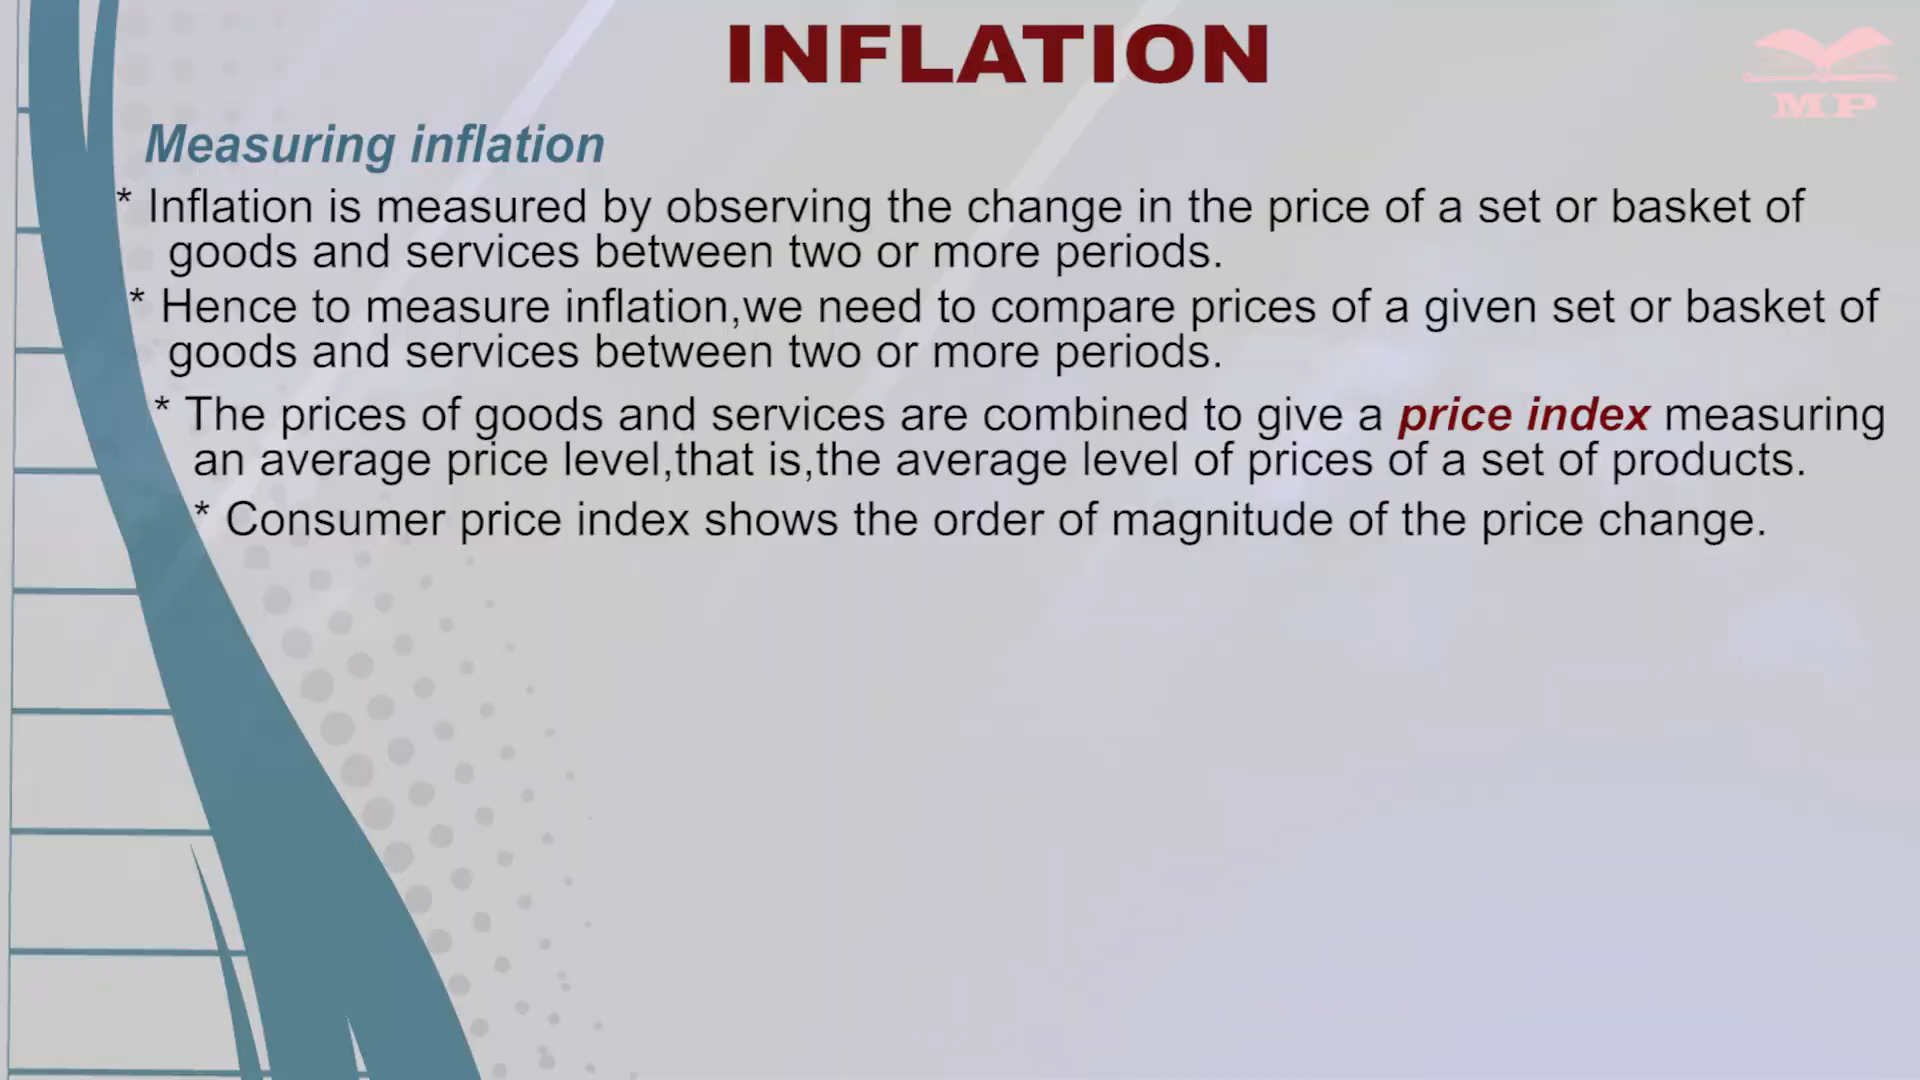 INFLATION
MP
Measuring inflation
* Inflation is measured by observing the change in the price of a set or basket of
goods and services between two or more periods.
* Hence to measure inflation,we need to compare prices of a given set or basket of
goods and services between two or more periods.
* The prices of goods and services are combined to give a price index measuring
an average price level,that is,the average level of prices of a set of products.
* Consumer price index shows the order of magnitude of the price change.